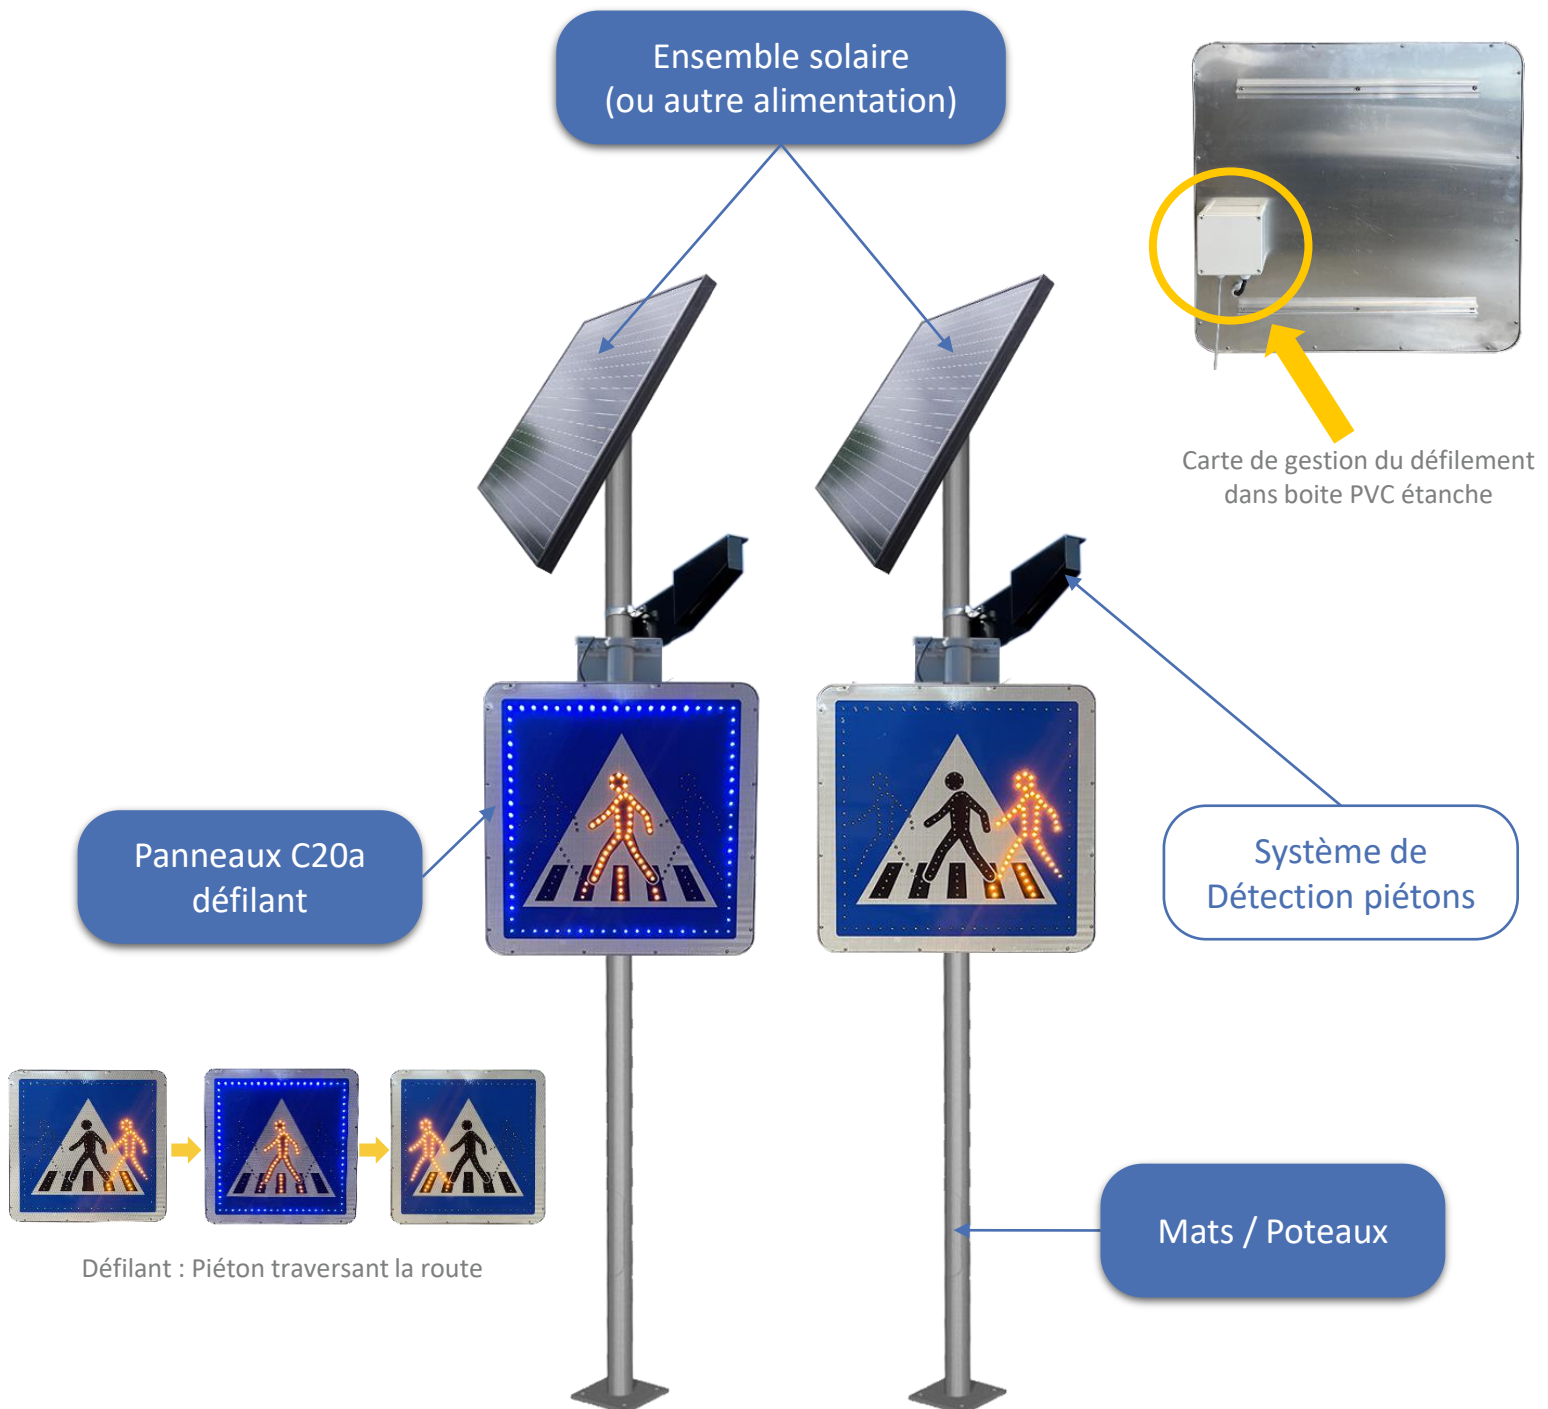 Ensemble solaire
(ou autre alimentation)
Carte de gestion du défilement
dans boite PVC étanche
Panneaux C20a
défilant
Système de
Détection piétons
Mats / Poteaux
Défilant : Piéton traversant la route